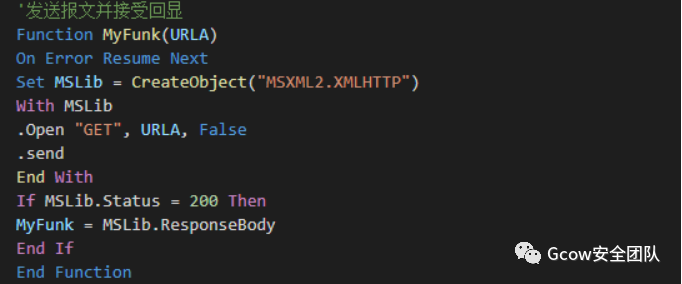 '发送报文并接受回显
Function MyFunk(URLA)
On Error Resume Next
Set MSLib = CreateObject("MSXML2.XMLHTTP")
With MSLib
.Open "GET", URLA, False
.send
End With
If MSLib.Status = 200 Then
MyFunk = MSLib.ResponseBody
End If
End Function
Gcow安全团队